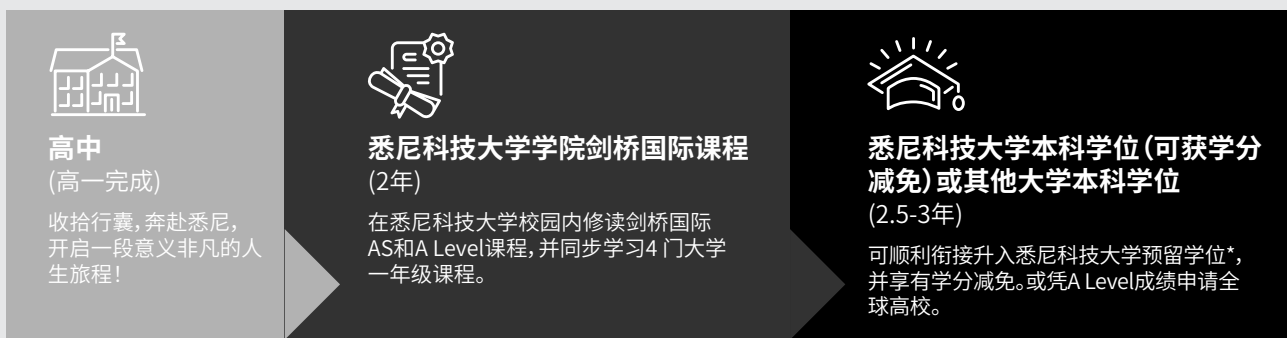 高中
(高一完成)
收拾行囊，奔赴悉尼，
开启一段意义非凡的人
生旅程！
悉尼科技大学学院剑桥国际课程
(2年)
在悉尼科技大学校园内修读剑桥国际
AS和A Level课程，并同步学习4 门大学
一年级课程。
悉尼科技大学本科学位（可获学分
减免）或其他大学本科学位
(2.5-3年)
可顺利衔接升入悉尼科技大学预留学位*，
并享有学分减免。或凭A Level成绩申请全
球高校。